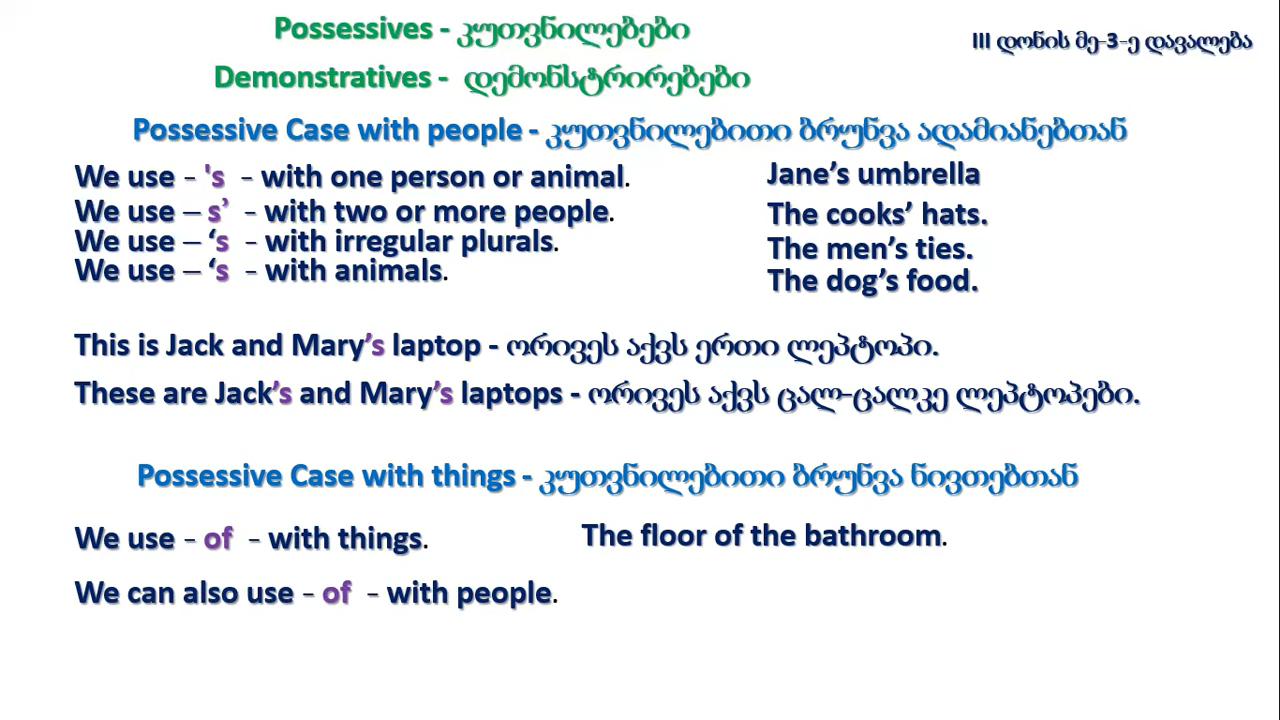 Possessives - კუთვნილებები
III დონის მე-3-ე დავალება
Demonstratives - დემონსტრირებები
Possessive Case with people - კუთვნილებითი ბრუნვა ადამიანებთან
We use - 's - with one person or animal. Jane’s umbrella
We use – s’ - with two or more people. The cooks’ hats.
We use – ‘s - with irregular plurals. The men’s ties.
We use – ‘s - with animals. The dog’s food.
This is Jack and Mary’s laptop - ორივეს აქვს ერთი ლეპტოპი.
These are Jack’s and Mary’s laptops - ორივეს აქვს ცალ-ცალკე ლეპტოპები.
Possessive Case with things - კუთვნილებითი ბრუნვა ნივთებთან
We use - of - with things. The floor of the bathroom.
We can also use - of - with people.